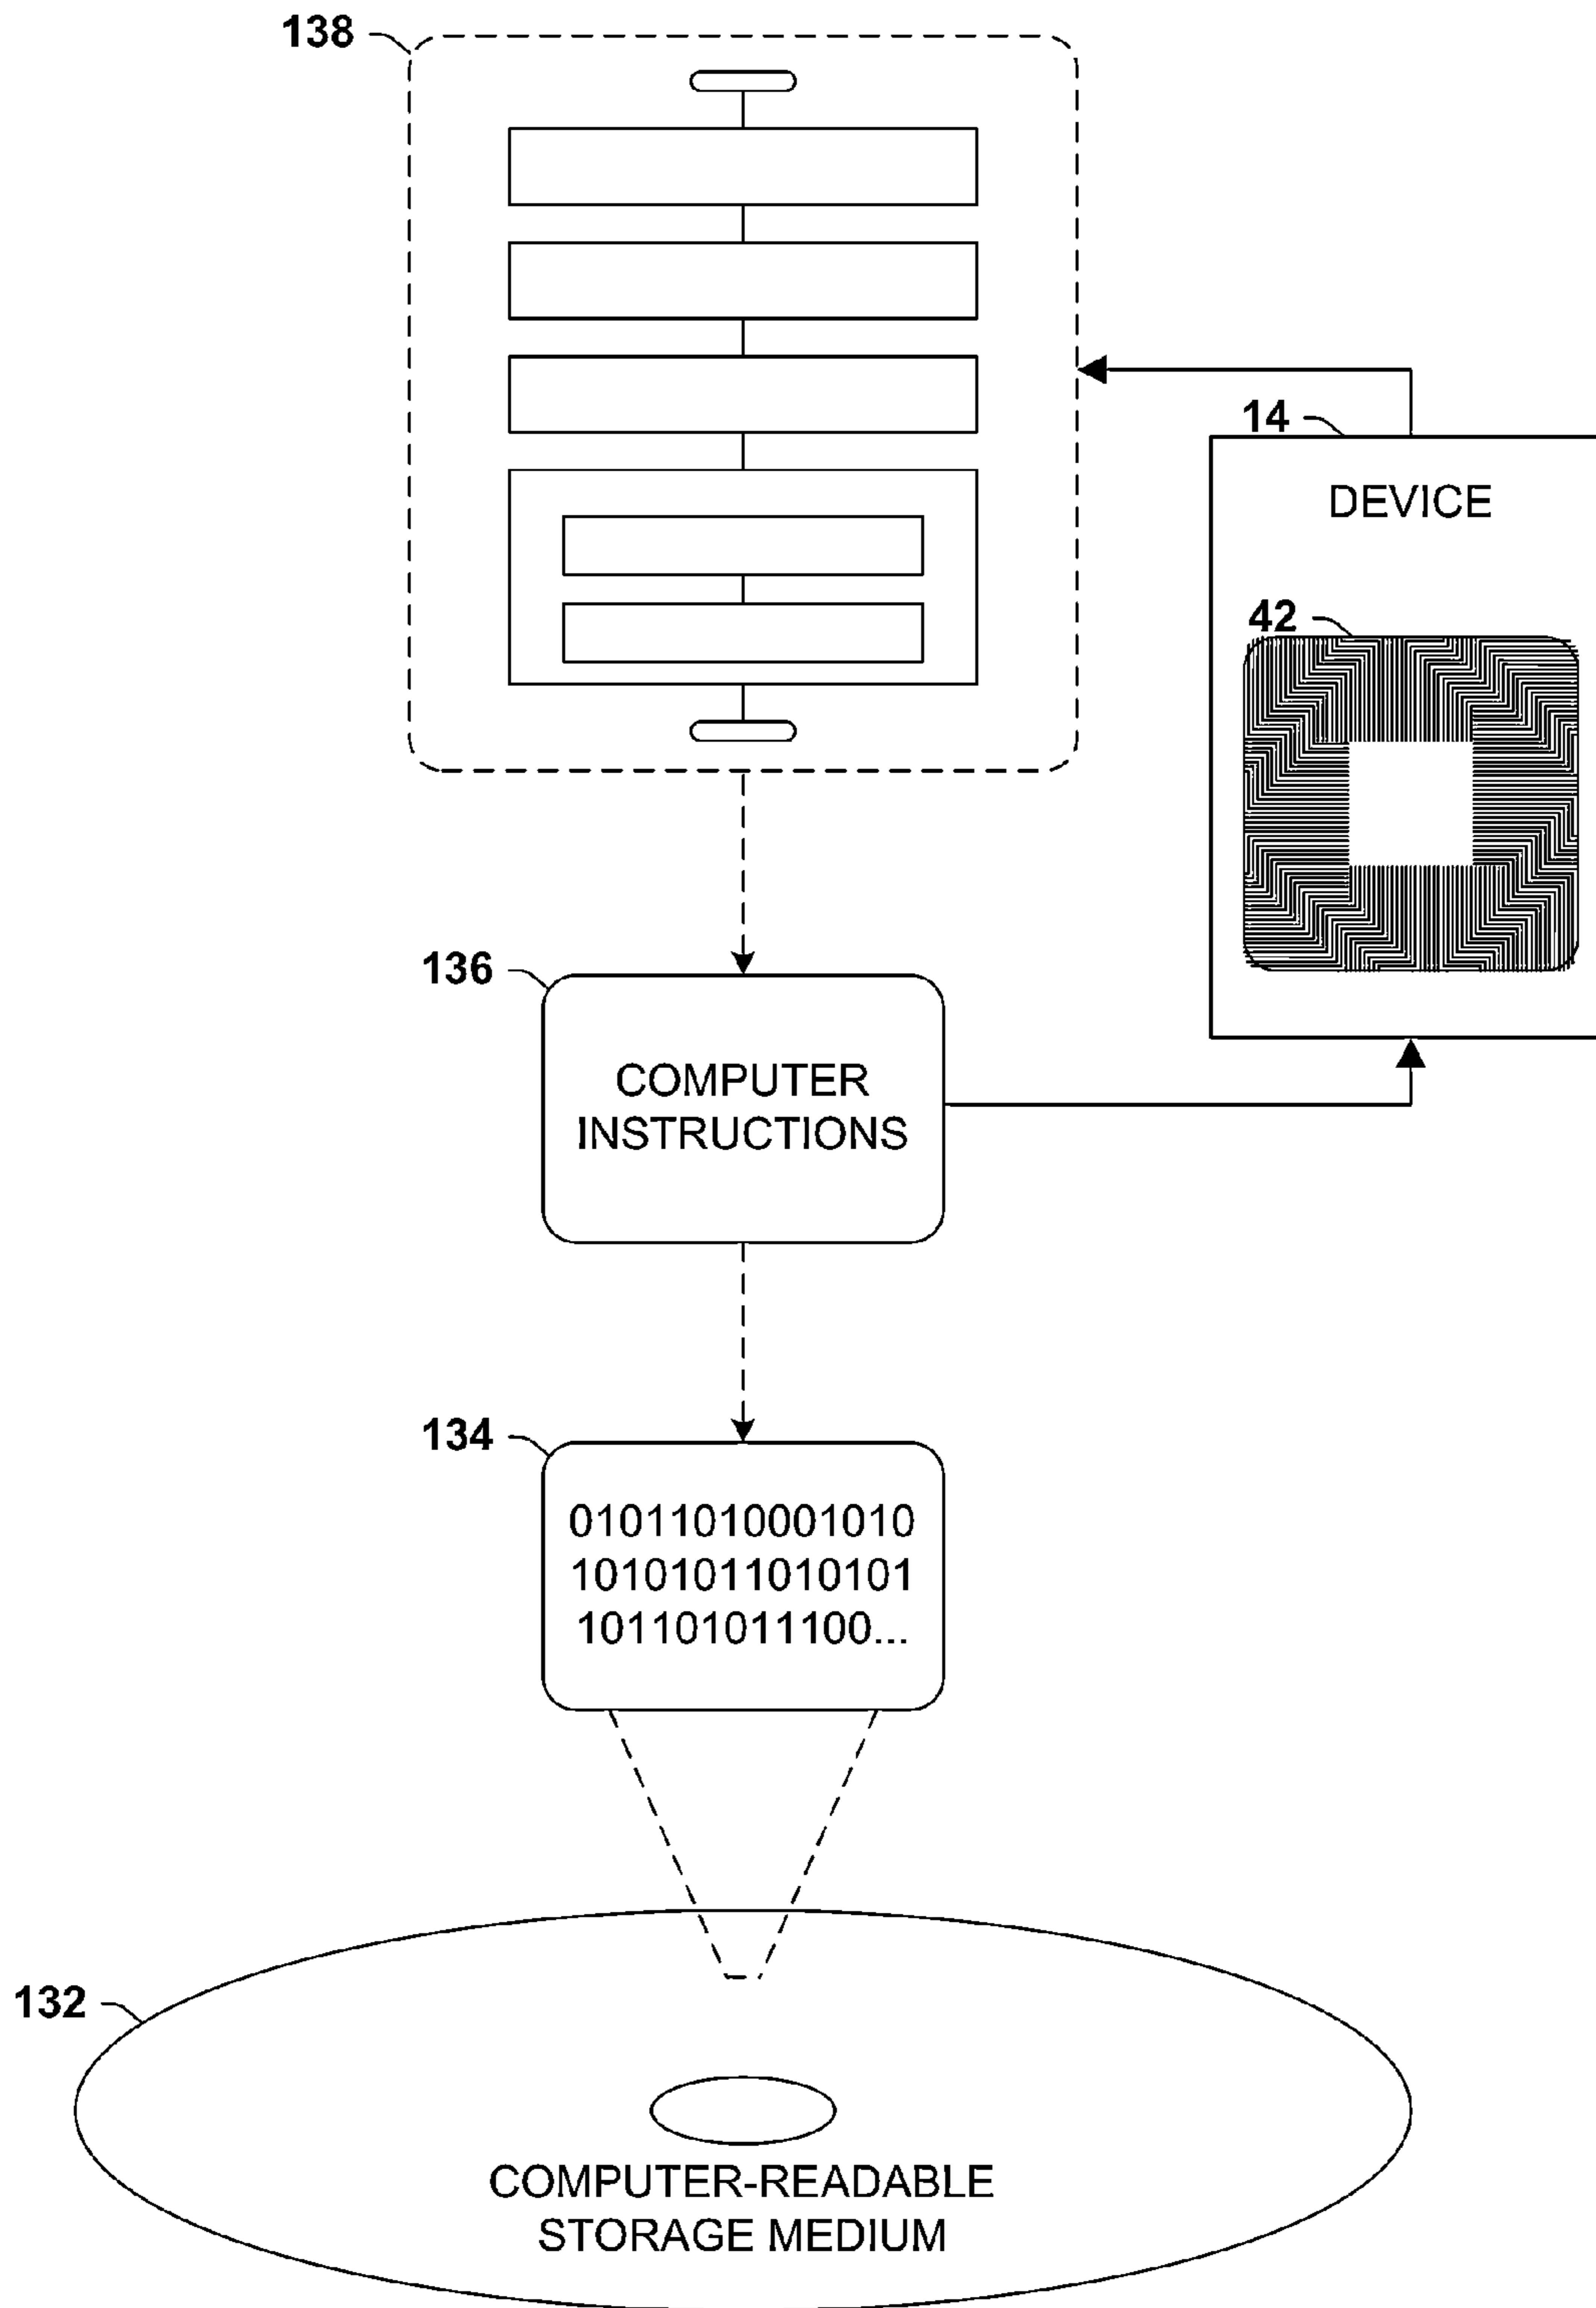 138
14
DEVICE
42
136
COMPUTER
INSTRUCTIONS
134
01011010001010
10101011010101
101101011100...
132
COMPUTER-READABLE
STORAGE MEDIUM